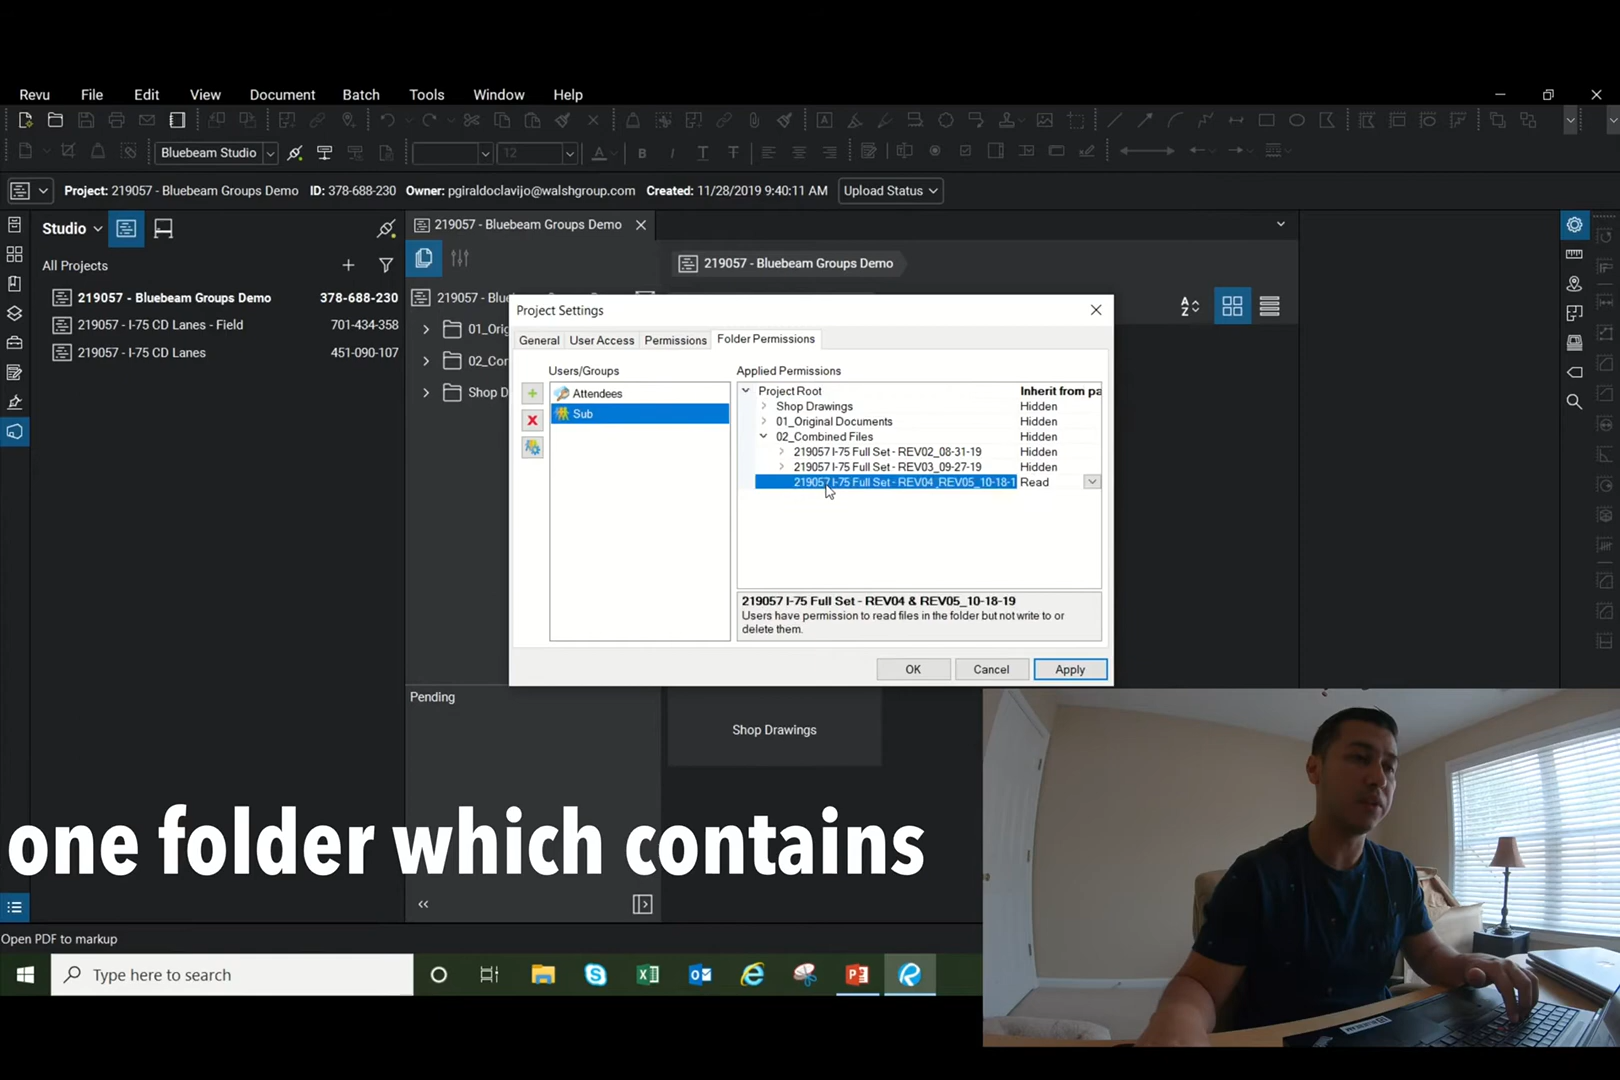 Revu File Edit View Document Batch Tools Window Help
Bluebeam Studio 12
Project: 219057 - Bluebeam Groups Demo ID: 378-688-230 Owner: pgiraldoclavijo@walshgroup.com Created: 11/28/2019 9:40:11 AM Upload Status
Studio
219057 - Bluebeam Groups Demo
All Projects
219057 - Bluebeam Groups Demo
219057 - Bluebeam Groups Demo 378-688-230
219057 - I-75 CD Lanes - Field 701-434-358
219057 - I-75 CD Lanes 451-090-107
219057 - Blu
01_Orig
02_Cor
Shop D
Project Settings
General User Access Permissions Folder Permissions
Users/Groups
Attendees
Sub
Applied Permissions
Project Root Inherit from pa
Shop Drawings Hidden
01_Original Documents Hidden
02_Combined Files Hidden
219057 I-75 Full Set - REV02_08-31-19 Hidden
219057 I-75 Full Set - REV03_09-27-19 Hidden
219057 I-75 Full Set - REV04_REV05_10-18-1 Read
219057 I-75 Full Set - REV04 & REV05_10-18-19
Users have permission to read files in the folder but not write to or
delete them.
OK Cancel Apply
Pending
Shop Drawings
one folder which contains
Open PDF to markup
Type here to search